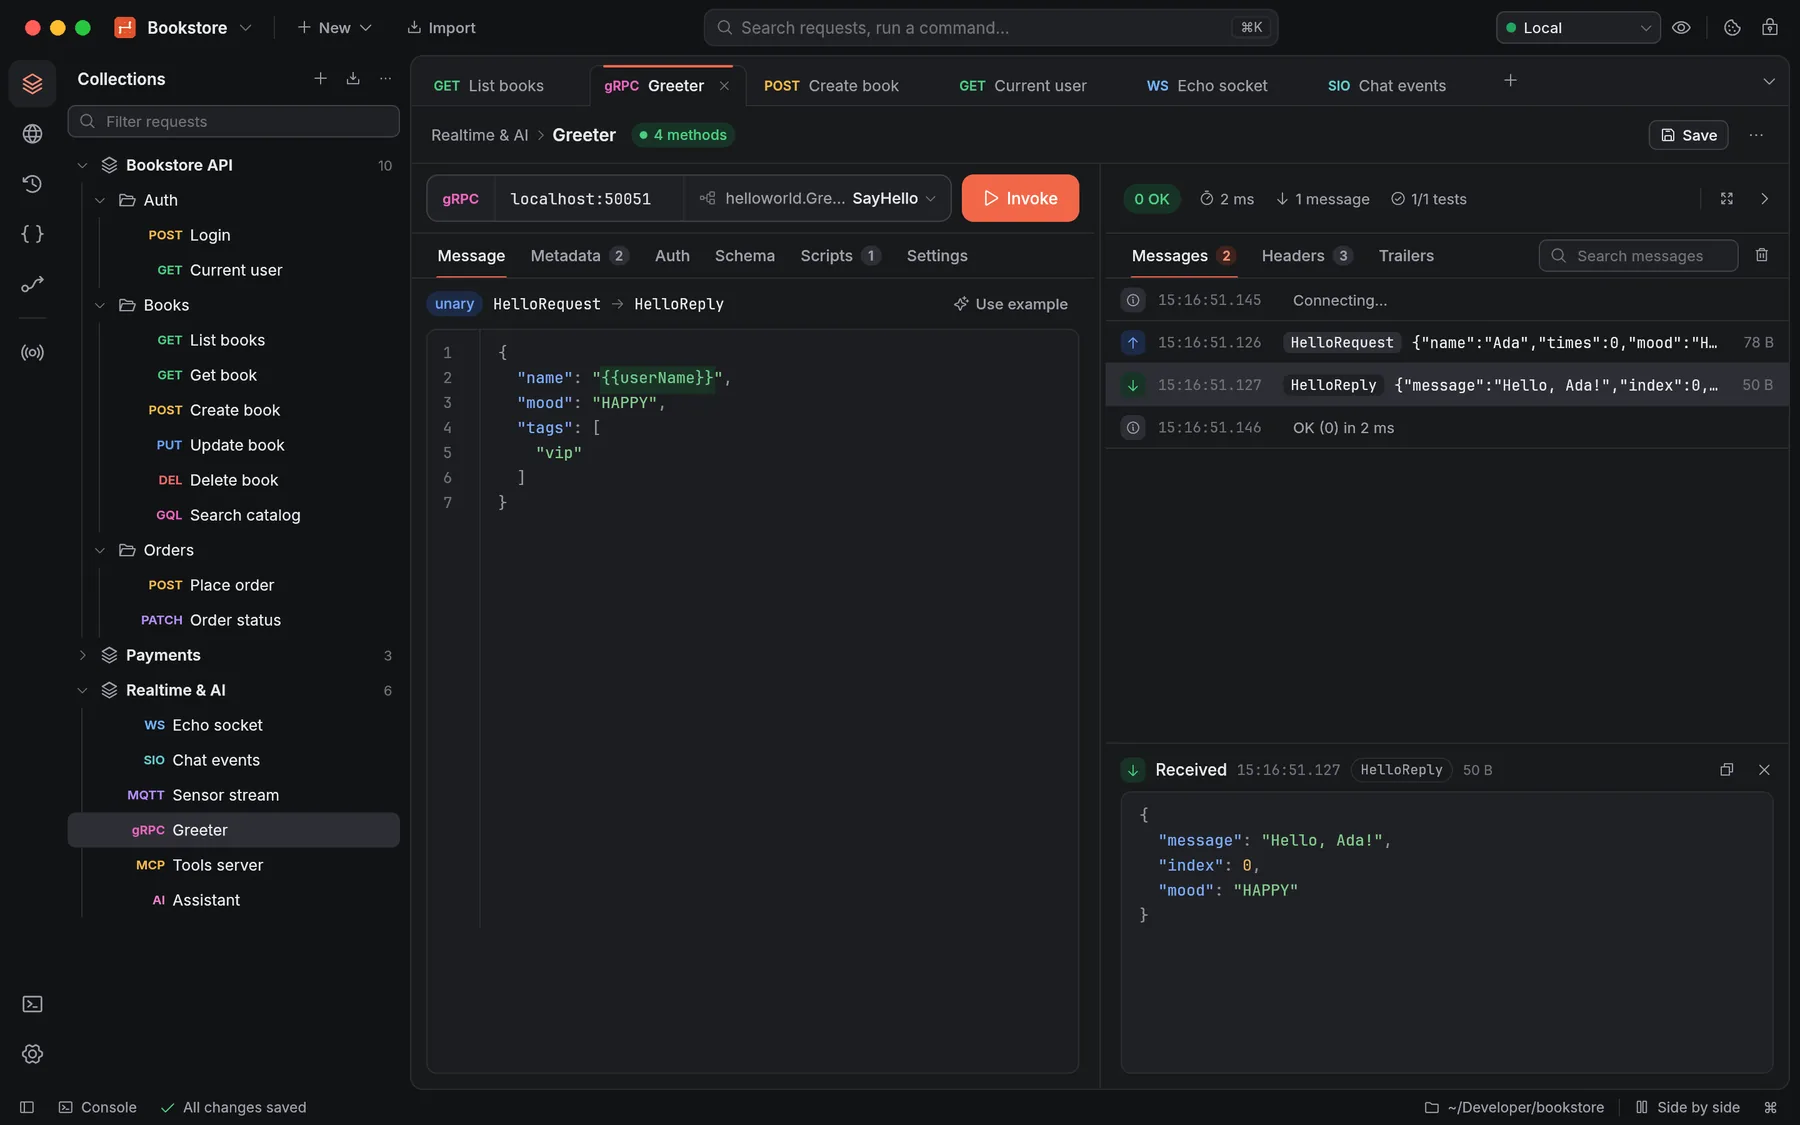 Bookstore
New
Import
Search requests, run a command...
⌘K
Local
Collections
Filter requests
Bookstore API 10
Auth
POST Login
GET Current user
Books
GET List books
GET Get book
POST Create book
PUT Update book
DEL Delete book
GQL Search catalog
Orders
POST Place order
PATCH Order status
Payments 3
Realtime & AI 6
WS Echo socket
SIO Chat events
MQTT Sensor stream
gRPC Greeter
MCP Tools server
AI Assistant
GET List books
gRPC Greeter
POST Create book
GET Current user
WS Echo socket
SIO Chat events
Realtime & AI > Greeter
4 methods
Save
gRPC localhost:50051 helloworld.Gre... SayHello
Invoke
Message Metadata 2 Auth Schema Scripts 1 Settings
unary HelloRequest → HelloReply
Use example
1 {
2 "name": "{{userName}}",
3 "mood": "HAPPY",
4 "tags": [
5 "vip"
6 ]
7 }
0 OK 2 ms 1 message 1/1 tests
Messages 2 Headers 3 Trailers
Search messages
15:16:51.145 Connecting...
15:16:51.126 HelloRequest {"name":"Ada","times":0,"mood":"H… 78 B
15:16:51.127 HelloReply {"message":"Hello, Ada!","index":0,… 50 B
15:16:51.146 OK (0) in 2 ms
Received 15:16:51.127 HelloReply 50 B
{
"message": "Hello, Ada!",
"index": 0,
"mood": "HAPPY"
}
Console
All changes saved
~/Developer/bookstore
Side by side
⌘